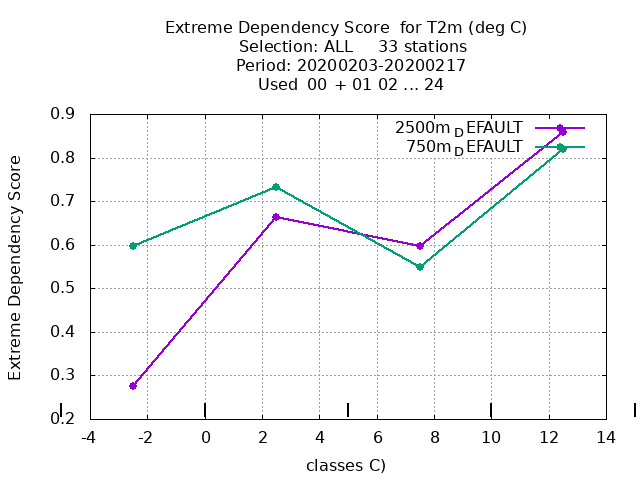 Extreme Dependency Score  for T2m (deg C)
Selection: ALL     33 stations
Period: 20200203-20200217
Used  00  + 01 02 ... 24
2500m_DEFAULT
750m_DEFAULT
Extreme Dependency Score
0.9
0.8
0.7
0.6
0.5
0.4
0.3
0.2
-4 -2 0 2 4 6 8 10 12 14
classes C)